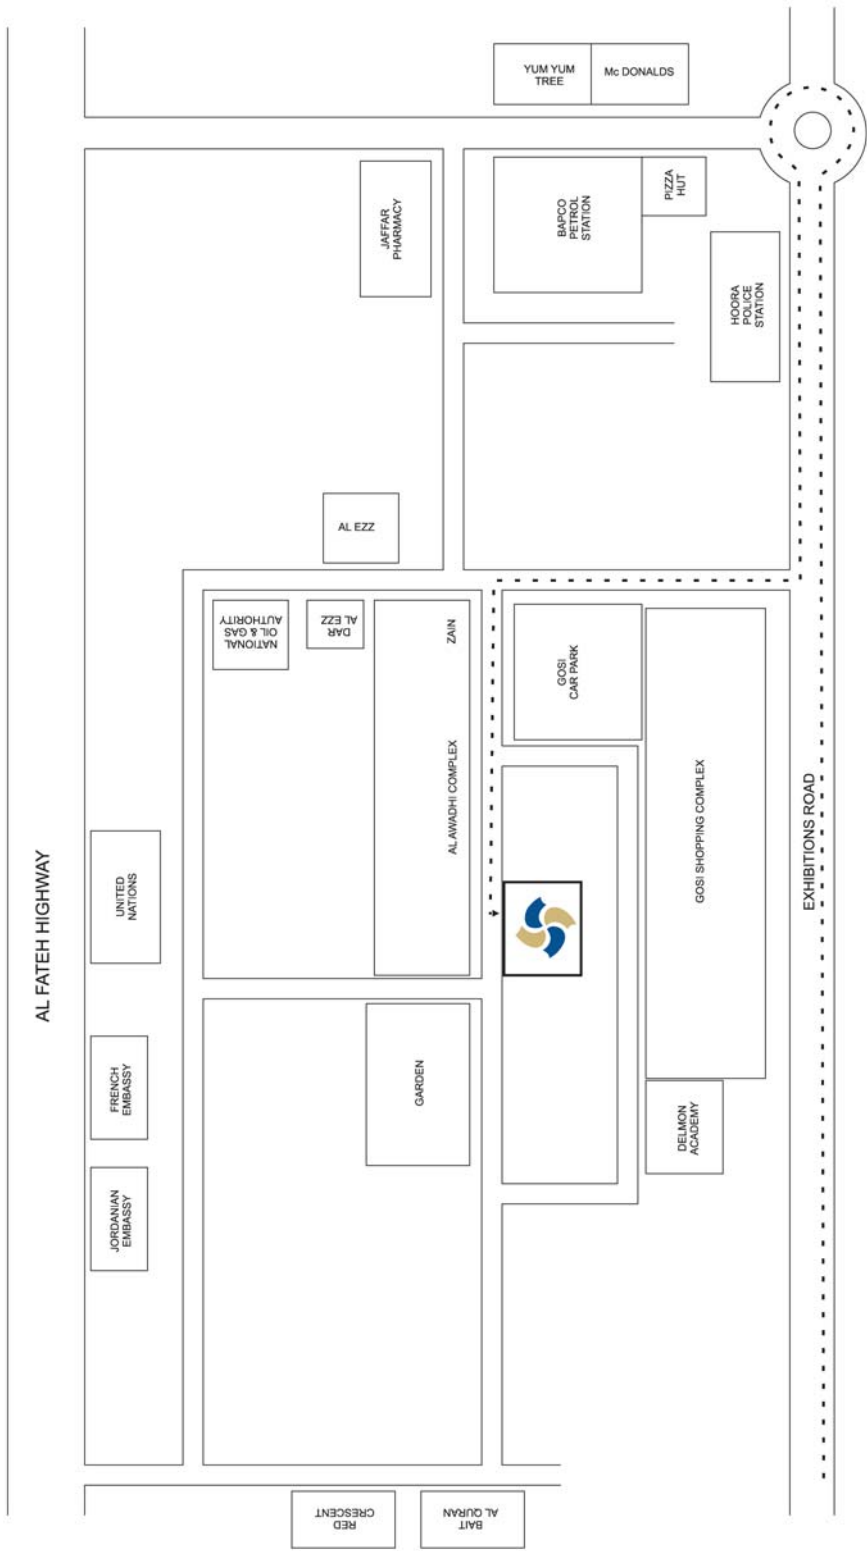 YUM YUM
TREE
Mc DONALDS
PIZZA
HUT
BAPCO
PETROL
STATION
JAFFAR
PHARMACY
HOORA
POLICE
STATION
AL EZZ
NATIONAL
OIL & GAS
AUTHORITY
DAR
AL EZZ
ZAIN
AL AWADHI COMPLEX
GOSI
CAR PARK
GOSI SHOPPING COMPLEX
EXHIBITIONS ROAD
AL FATEH HIGHWAY
UNITED
NATIONS
FRENCH
EMBASSY
JORDANIAN
EMBASSY
GARDEN
DELMON
ACADEMY
RED
CRESCENT
BAIT
AL QURAN